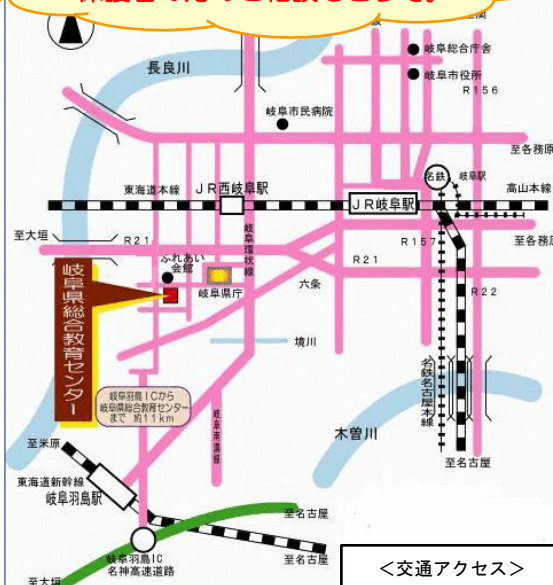 岐阜総合庁舎
岐阜市役所
R156
長良川
岐阜市民病院
至各務原
名鉄
岐阜駅
東海道本線
JR西岐阜駅
JR岐阜駅
高山本線
至大垣
R21
岐阜環状線
R157
至各務原
ふれあい
会館
R21
岐阜県庁
六条
R22
岐阜県総合教育センター
境川
岐阜羽島ICから
岐阜県総合教育センター
まで 約11km
岐阜南濃線
名鉄名古屋本線
木曽川
至米原
至名古屋
東海道新幹線
岐阜羽島駅
至名古屋
岐阜羽島IC
名神高速道路
至名古屋
至大垣
＜交通アクセス＞